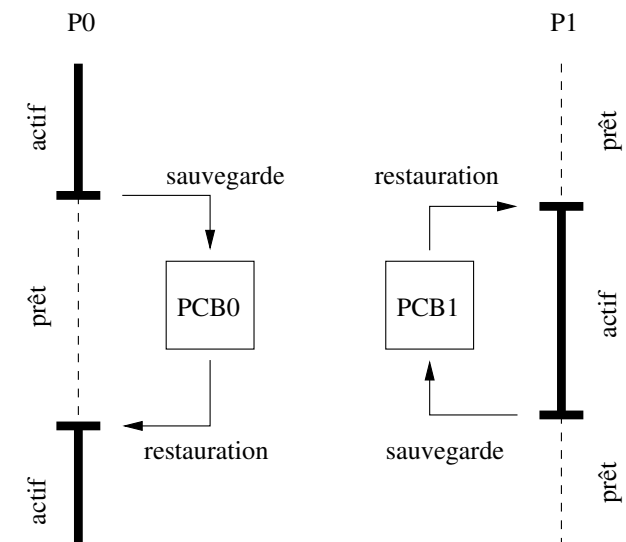 P0
P1
actif
prêt
sauvegarde
restauration
PCB0
PCB1
prêt
actif
restauration
sauvegarde
actif
prêt